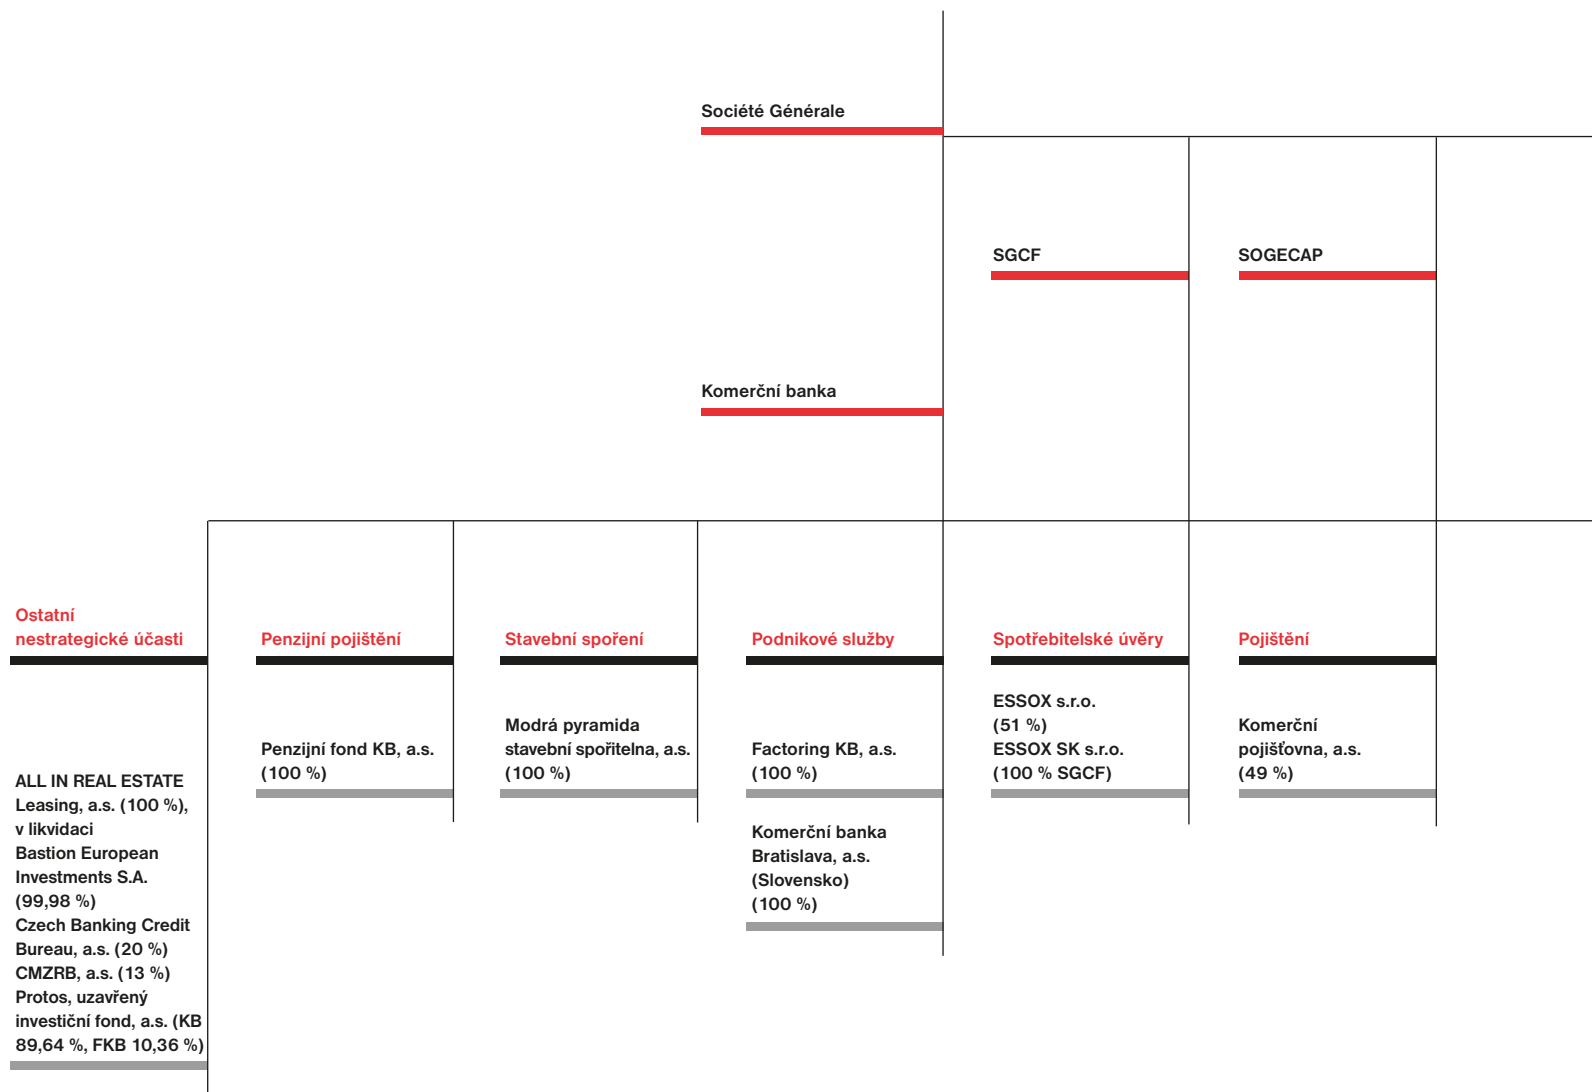 Société Générale
SGCF
SOGECAP
Komerční banka
Ostatní
nestrategické účasti
ALL IN REAL ESTATE
Leasing, a.s. (100 %),
v likvidaci
Bastion European
Investments S.A.
(99,98 %)
Czech Banking Credit
Bureau, a.s. (20 %)
CMZRB, a.s. (13 %)
Protos, uzavřený
investiční fond, a.s. (KB
89,64 %, FKB 10,36 %)
Penzijní pojištění
Penzijní fond KB, a.s.
(100 %)
Stavební spoření
Modrá pyramida
stavební spořitelna, a.s.
(100 %)
Podnikové služby
Factoring KB, a.s.
(100 %)
Komerční banka
Bratislava, a.s.
(Slovensko)
(100 %)
Spotřebitelské úvěry
ESSOX s.r.o.
(51 %)
ESSOX SK s.r.o.
(100 % SGCF)
Pojištění
Komerční
pojišťovna, a.s.
(49 %)